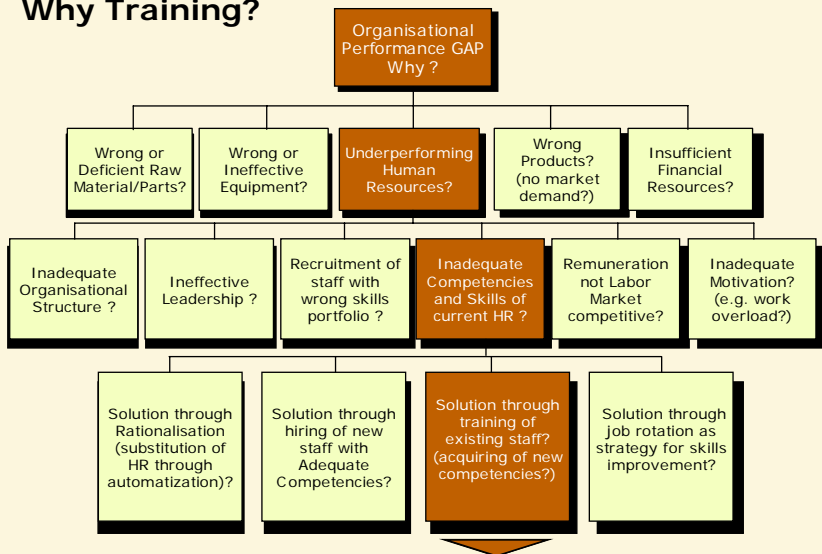 Why Training?
Organisational
Performance GAP
Why ?
Wrong or
Deficient Raw
Material/Parts?
Wrong or
Ineffective
Equipment?
Underperforming
Human
Resources?
Wrong
Products?
(no market
demand?)
Insufficient
Financial
Resources?
Inadequate
Organisational
Structure ?
Ineffective
Leadership ?
Recruitment of
staff with
wrong skills
portfolio ?
Inadequate
Competencies
and Skills of
current HR ?
Remuneration
not Labor
Market
competitive?
Inadequate
Motivation?
(e.g. work
overload?)
Solution through
Rationalisation
(substitution of
HR through
automatization)?
Solution through
hiring of new
staff with
Adequate
Competencies?
Solution through
training of
existing staff?
(acquiring of new
competencies?)
Solution through
job rotation as
strategy for skills
improvement?